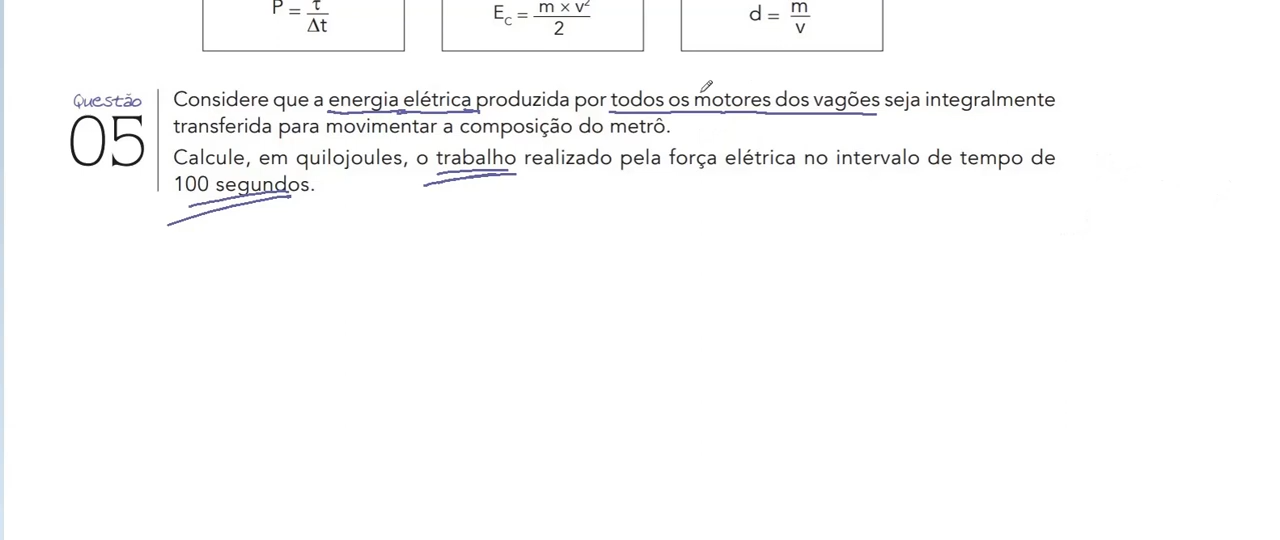 P = τ / Δt
E_c = m × v² / 2
d = m / v
Questão
05
Considere que a energia elétrica produzida por todos os motores dos vagões seja integralmente
transferida para movimentar a composição do metrô.
Calcule, em quilojoules, o trabalho realizado pela força elétrica no intervalo de tempo de
100 segundos.